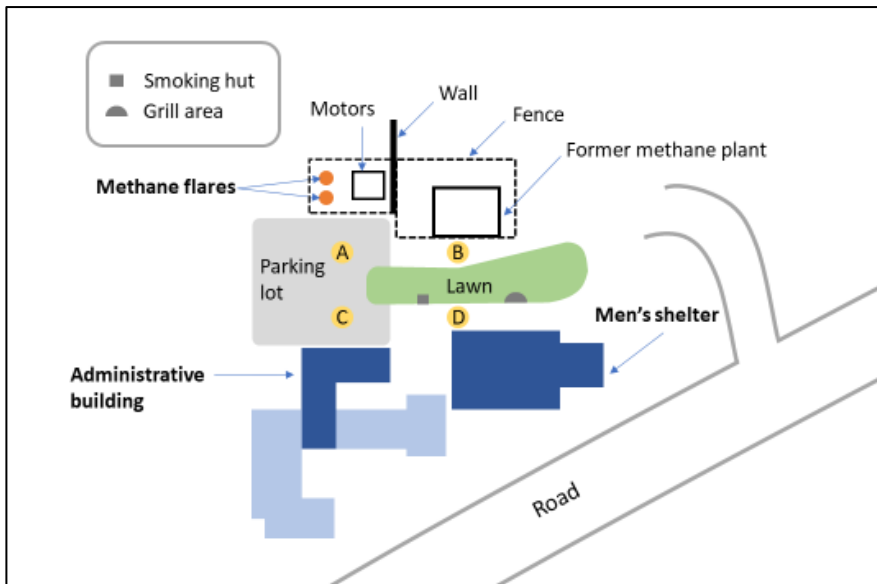 Smoking hut
Grill area
Wall
Motors
Fence
Former methane plant
Methane flares
A
B
Parking
lot
Lawn
C
D
Men's shelter
Administrative
building
Road